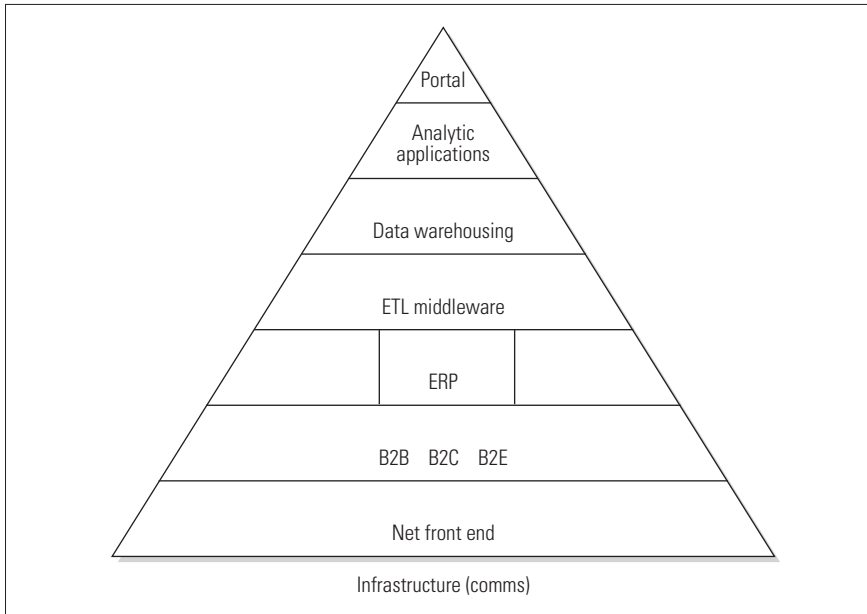 Portal
Analytic
applications
Data warehousing
ETL middleware
ERP
B2B B2C B2E
Net front end
Infrastructure (comms)